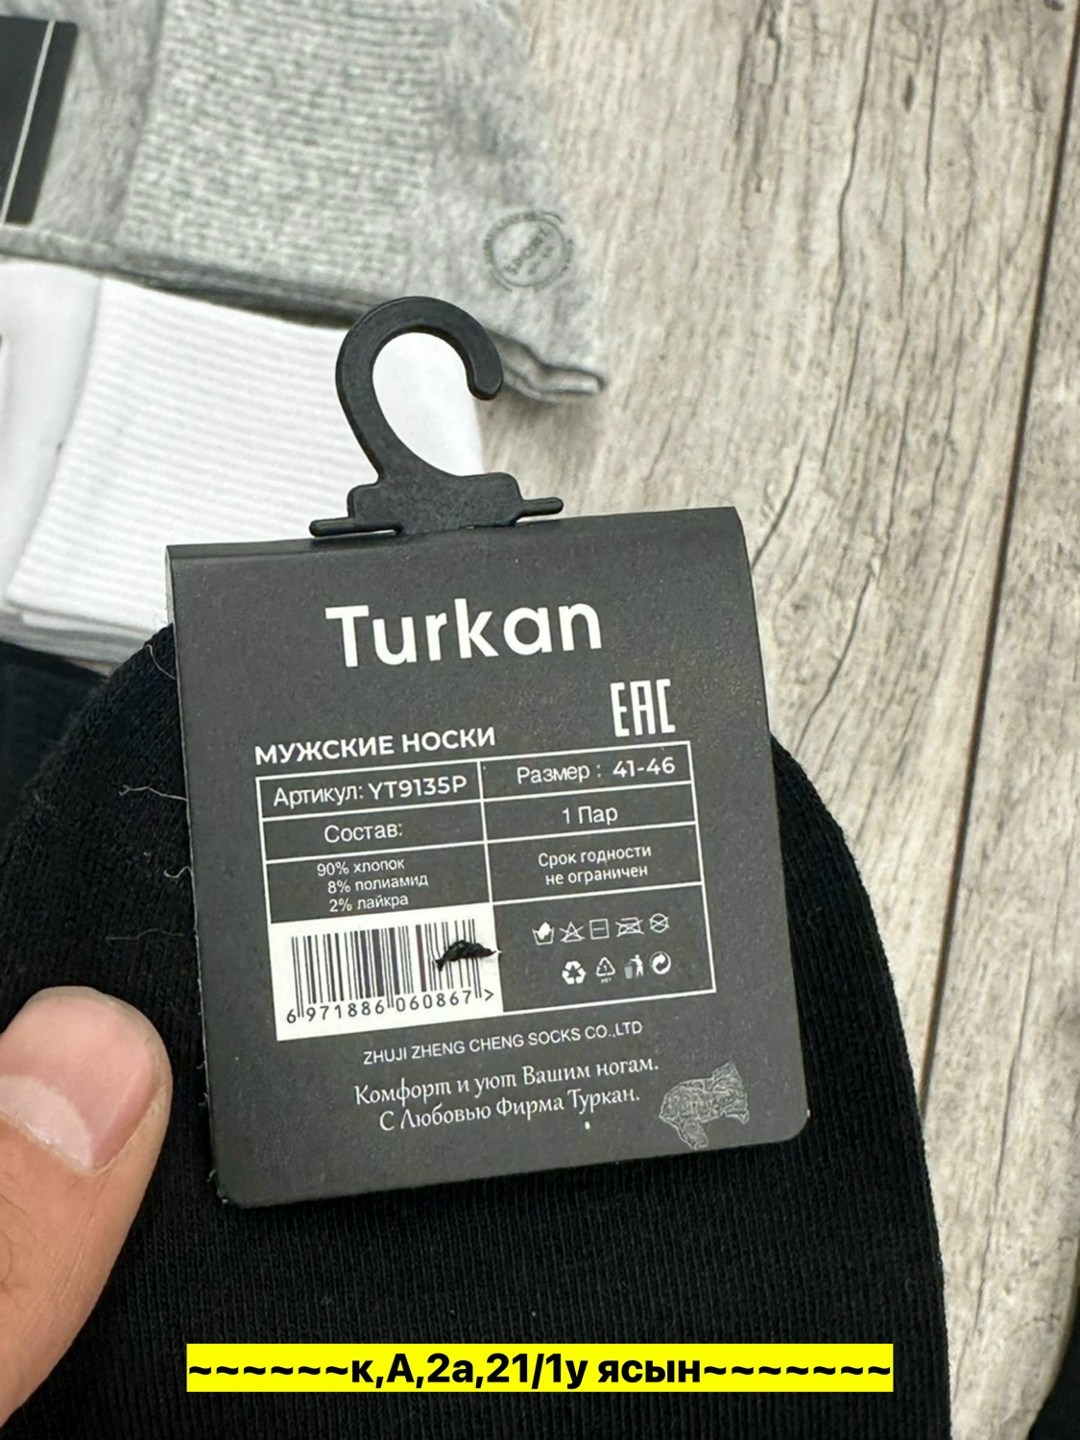 SPORT
Turkan
EAC
МУЖСКИЕ НОСКИ
Артикул: YT9135P
Размер : 41-46
Состав:
1 Пар
90% хлопок
8% полиамид
2% лайкра
Срок годности
не ограничен
6 971886 060867 >
ZHUJI ZHENG CHENG SOCKS CO.,LTD
Комфорт и уют Вашим ногам.
С Любовью Фирма Туркан.
~~~~~~к,А,2а,21/1у ясын~~~~~~~